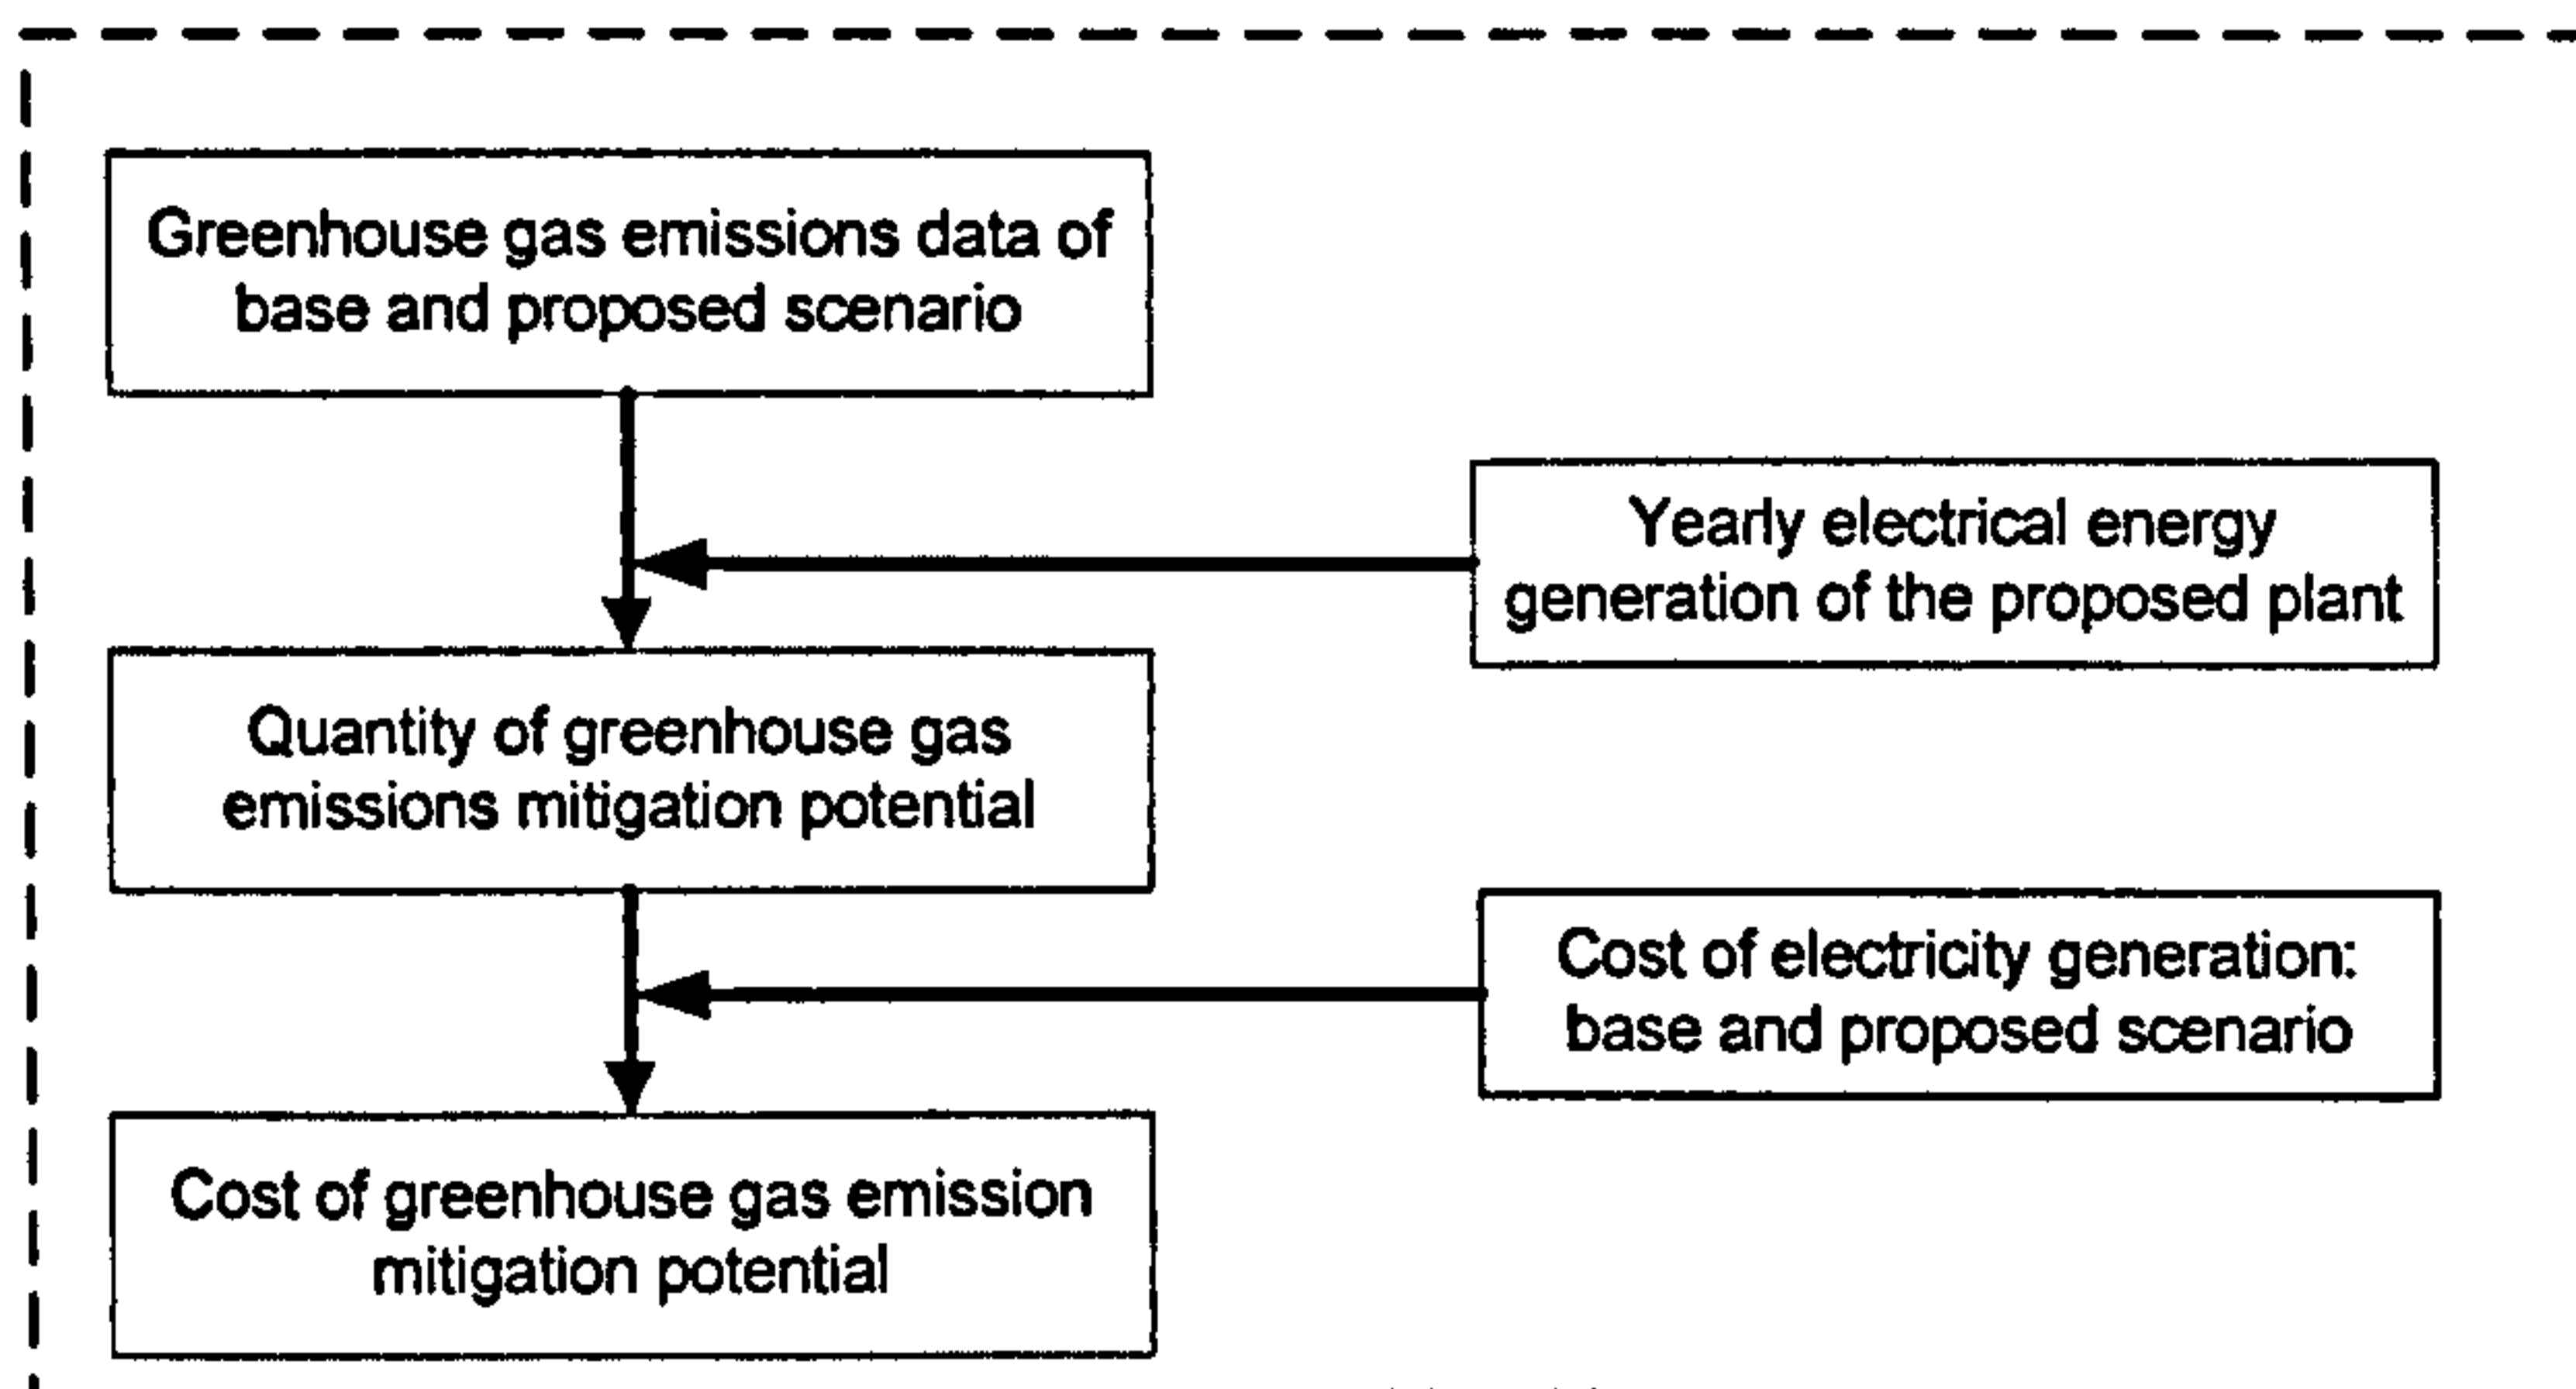 Greenhouse gas emissions data of
base and proposed scenario
Yearly electrical energy
generation of the proposed plant
Quantity of greenhouse gas
emissions mitigation potential
Cost of electricity generation:
base and proposed scenario
Cost of greenhouse gas emission
mitigation potential